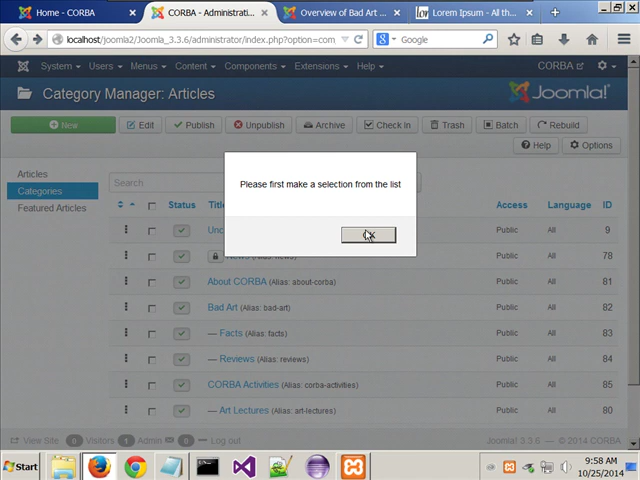 Home - CORBA
CORBA - Administrati...
Overview of Bad Art ...
Lorem Ipsum - All th...
localhost/joomla2/Joomla_3.3.6/administrator/index.php?option=com_
Google
System Users Menus Content Components Extensions Help
CORBA
Category Manager: Articles
Joomla!
New Edit Publish Unpublish Archive Check in Trash Batch Rebuild
Help Options
Articles
Categories
Featured Articles
Search
Please first make a selection from the list
Status Access Language ID
Public All 9
News (Alias: news) Public All 78
About CORBA (Alias: about-corba) Public All 81
Bad Art (Alias: bad-art) Public All 82
— Facts (Alias: facts) Public All 83
— Reviews (Alias: reviews) Public All 84
CORBA Activities (Alias: corba-activities) Public All 85
— Art Lectures (Alias: art-lectures) Public All 80
View Site 0 Visitors 1 Admin 0 Log out
Joomla! 3.3.6 — © 2014 CORBA
Start
9:58 AM
10/25/2014